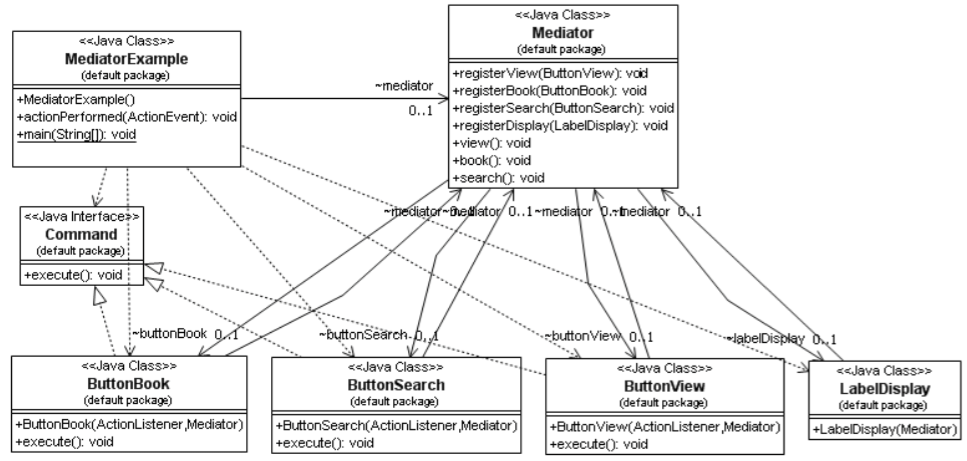 <<Java Class>>
MediatorExample
(default package)
+MediatorExample()
+actionPerformed(ActionEvent): void
+main(String[]): void
~mediator
0..1
<<Java Class>>
Mediator
(default package)
+registerView(ButtonView): void
+registerBook(ButtonBook): void
+registerSearch(ButtonSearch): void
+registerDisplay(LabelDisplay): void
+view(): void
+book(): void
+search(): void
<<Java Interface>>
Command
(default package)
+execute(): void
~mediator 0..1
~mediator 0..1
~mediator 0..1
~mediator 0..1
~buttonBook 0..1
~buttonSearch 0..1
~buttonView 0..1
~labelDisplay 0..1
<<Java Class>>
ButtonBook
(default package)
+ButtonBook(ActionListener,Mediator)
+execute(): void
<<Java Class>>
ButtonSearch
(default package)
+ButtonSearch(ActionListener,Mediator)
+execute(): void
<<Java Class>>
ButtonView
(default package)
+ButtonView(ActionListener,Mediator)
+execute(): void
<<Java Class>>
LabelDisplay
(default package)
+LabelDisplay(Mediator)